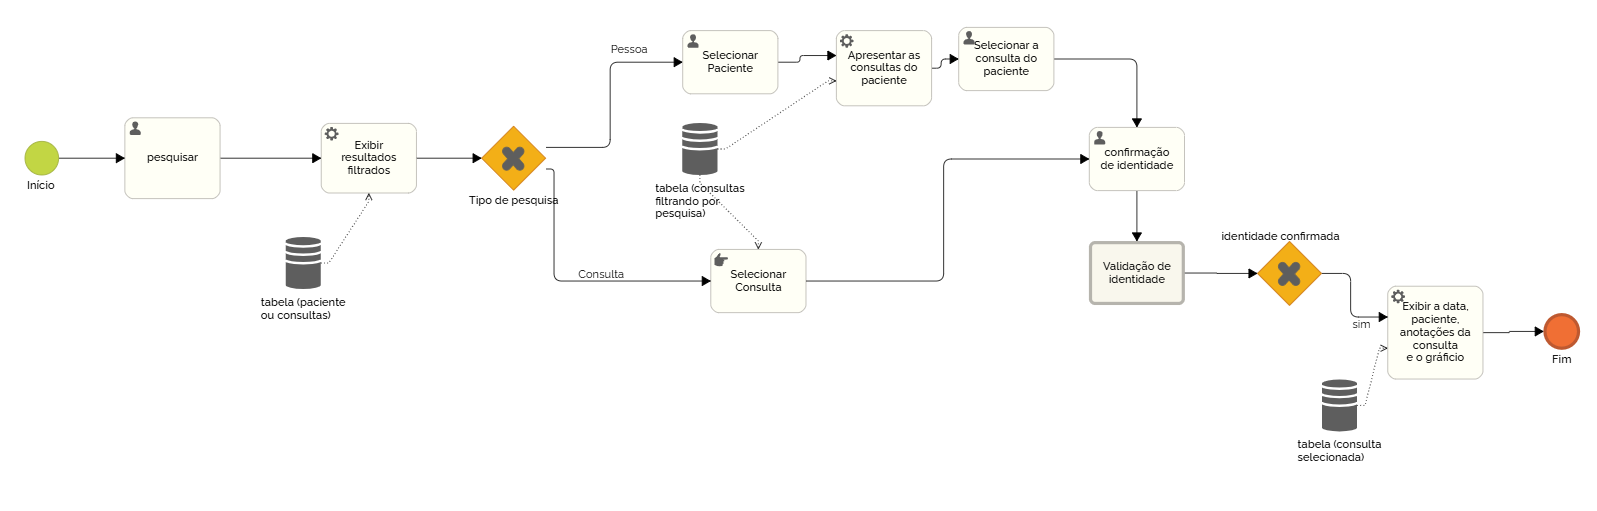 Início
pesquisar
Exibir
resultados
filtrados
tabela (paciente
ou consultas)
Tipo de pesquisa
Pessoa
Consulta
Selecionar
Paciente
tabela (consultas
filtrando por
pesquisa)
Selecionar
Consulta
Apresentar as
consultas do
paciente
Selecionar a
consulta do
paciente
confirmação
de identidade
Validação de
identidade
identidade confirmada
sim
Exibir a data,
paciente,
anotações da
consulta
e o gráficio
tabela (consulta
selecionada)
Fim